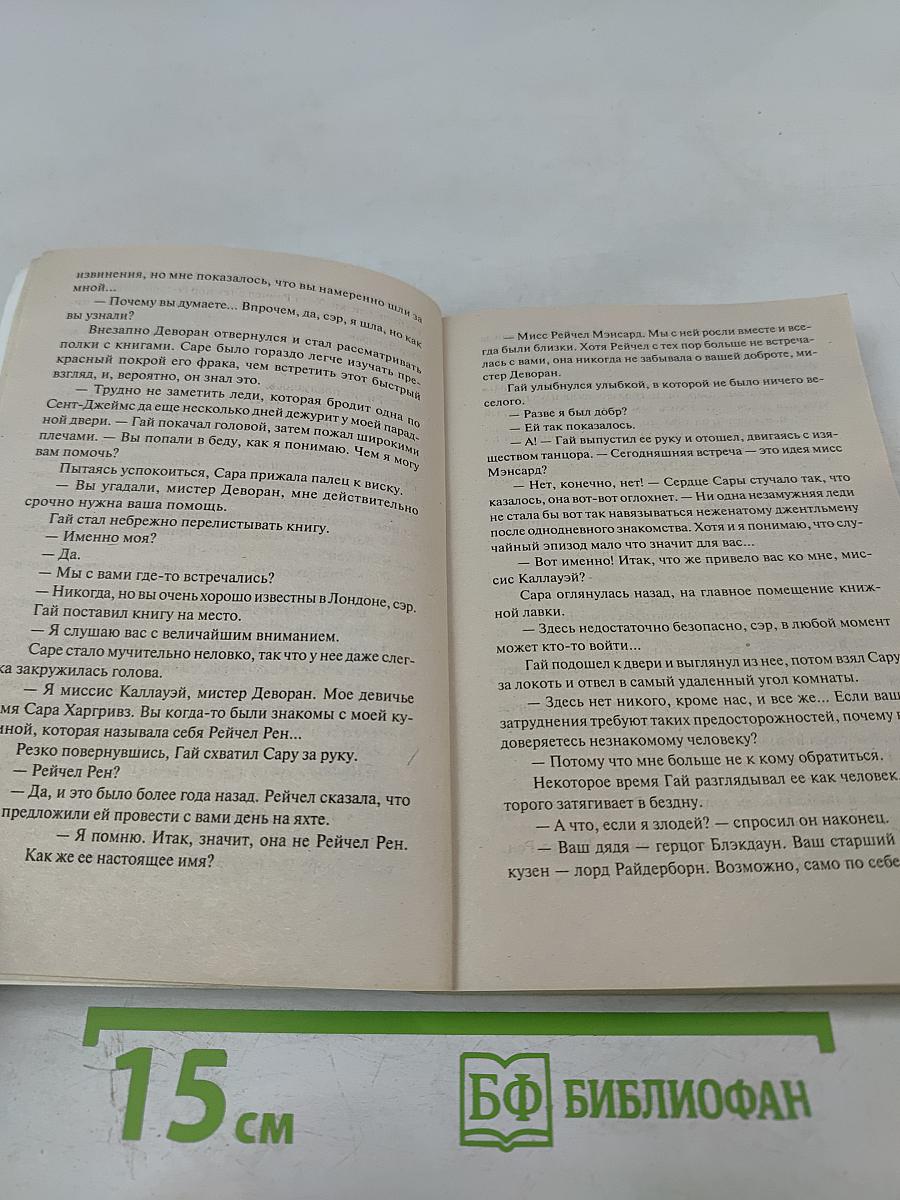 извинения, но мне показалось, что вы намеренно шли за
мной...
— Почему вы думаете... Впрочем, да, сэр, я шла, но как
вы узнали?
Внезапно Деворан отвернулся и стал рассматривать
полки с книгами. Саре было гораздо легче изучать пре-
красный покрой его фрака, чем встретить этот быстрый
взгляд, и, вероятно, он знал это.
— Трудно не заметить леди, которая бродит одна по
Сент-Джеймс да еще несколько дней дежурит у моей парад-
ной двери. — Гай покачал головой, затем пожал широкими
плечами. — Вы попали в беду, как я понимаю. Чем я могу
вам помочь?
Пытаясь успокоиться, Сара прижала палец к виску.
— Вы угадали, мистер Деворан, мне действительно
срочно нужна ваша помощь.
Гай стал небрежно перелистывать книгу.
— Именно моя?
— Да.
— Мы с вами где-то встречались?
— Никогда, но вы очень хорошо известны в Лондоне, сэр.
Гай поставил книгу на место.
— Я слушаю вас с величайшим вниманием.
Саре стало мучительно неловко, так что у нее даже слег-
ка закружилась голова.
— Я миссис Каллауэй, мистер Деворан. Мое девичье
мя Сара Харгривз. Вы когда-то были знакомы с моей ку-
иной, которая называла себя Рейчел Рен...
Резко повернувшись, Гай схватил Сару за руку.
— Рейчел Рен?
— Да, и это было более года назад. Рейчел сказала, что
предложили ей провести с вами день на яхте.
— Я помню. Итак, значит, она не Рейчел Рен.
Как же ее настоящее имя?
— Мисс Рейчел Мэнсард. Мы с ней росли вместе и все-
гда были близки. Хотя Рейчел с тех пор больше не встреча-
лась с вами, она никогда не забывала о вашей доброте, ми-
стер Деворан.
Гай улыбнулся улыбкой, в которой не было ничего ве-
селого.
— Разве я был добр?
— Ей так показалось.
— А! — Гай выпустил ее руку и отошел, двигаясь с изя-
ществом танцора. — Сегодняшняя встреча — это идея мисс
Мэнсард?
— Нет, конечно, нет! — Сердце Сары стучало так, что
казалось, она вот-вот оглохнет. — Ни одна незамужняя леди
не стала бы вот так навязываться неженатому джентльмену
после однодневного знакомства. Хотя и я понимаю, что слу-
чайный эпизод мало что значит для вас...
— Вот именно! Итак, что же привело вас ко мне, мис-
сис Каллауэй?
Сара оглянулась назад, на главное помещение книж-
ной лавки.
— Здесь недостаточно безопасно, сэр, в любой момент
может кто-то войти...
Гай подошел к двери и выглянул из нее, потом взял Сару
за локоть и отвел в самый удаленный угол комнаты.
— Здесь нет никого, кроме нас, и все же... Если ваш
затруднения требуют таких предосторожностей, почему
доверяетесь незнакомому человеку?
— Потому что мне больше не к кому обратиться.
Некоторое время Гай разглядывал ее как человек,
торого затягивает в бездну.
— А что, если я злодей? — спросил он наконец.
— Ваш дядя — герцог Блэкдаун. Ваш старший
кузен — лорд Райдерборн. Возможно, само по себе
15 см
БФ БИБЛИОФАН